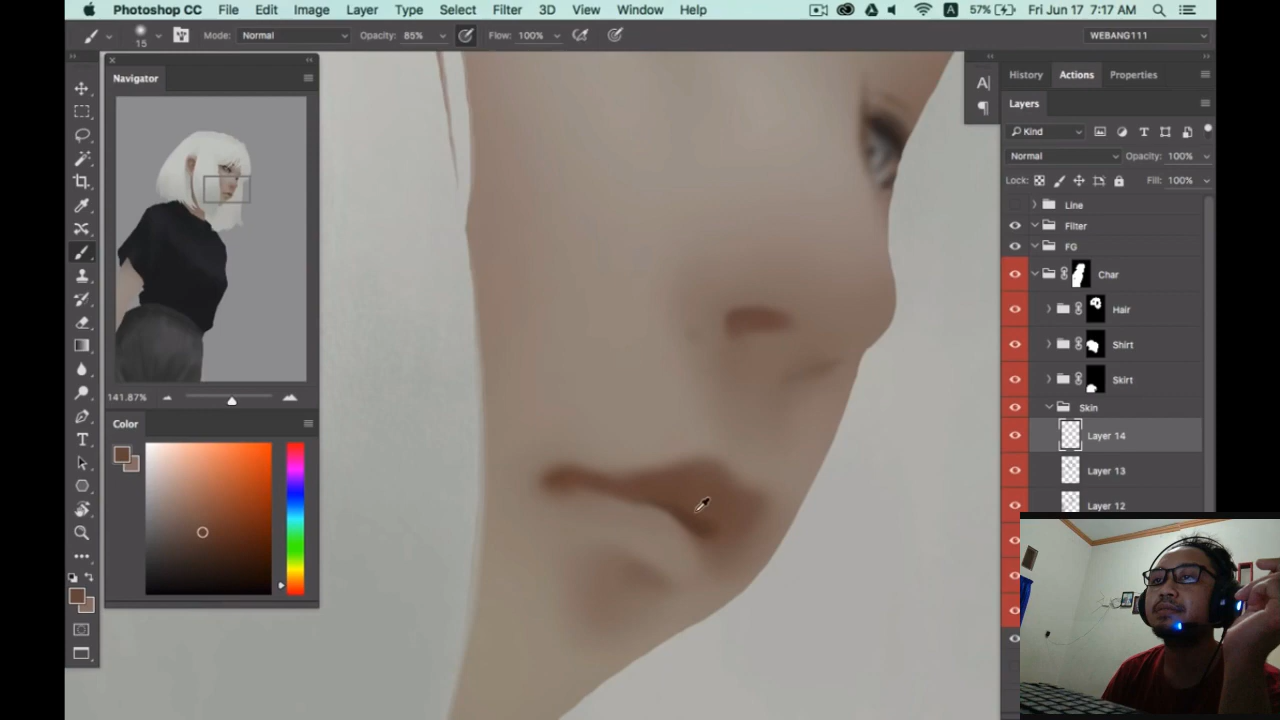 Photoshop CC File Edit Image Layer Type Select Filter 3D View Window Help A 57% Fri Jun 17 7:17 AM
15 Mode: Normal Opacity: 85% Flow: 100% WEBANG111
Navigator
141.87%
Color
A
History Actions Properties
Layers
Kind
Normal Opacity: 100%
Lock: Fill: 100%
Line
Filter
FG
Char
Hair
Shirt
Skirt
Skin
Layer 14
Layer 13
Layer 12